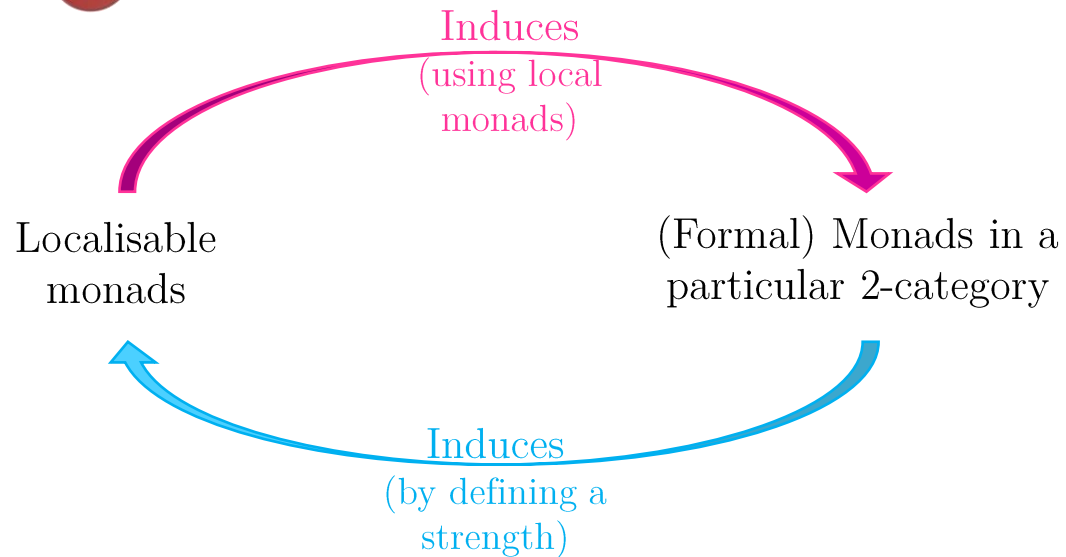 Induces
(using local
monads)
Localisable
monads
(Formal) Monads in a
particular 2-category
Induces
(by defining a
strength)